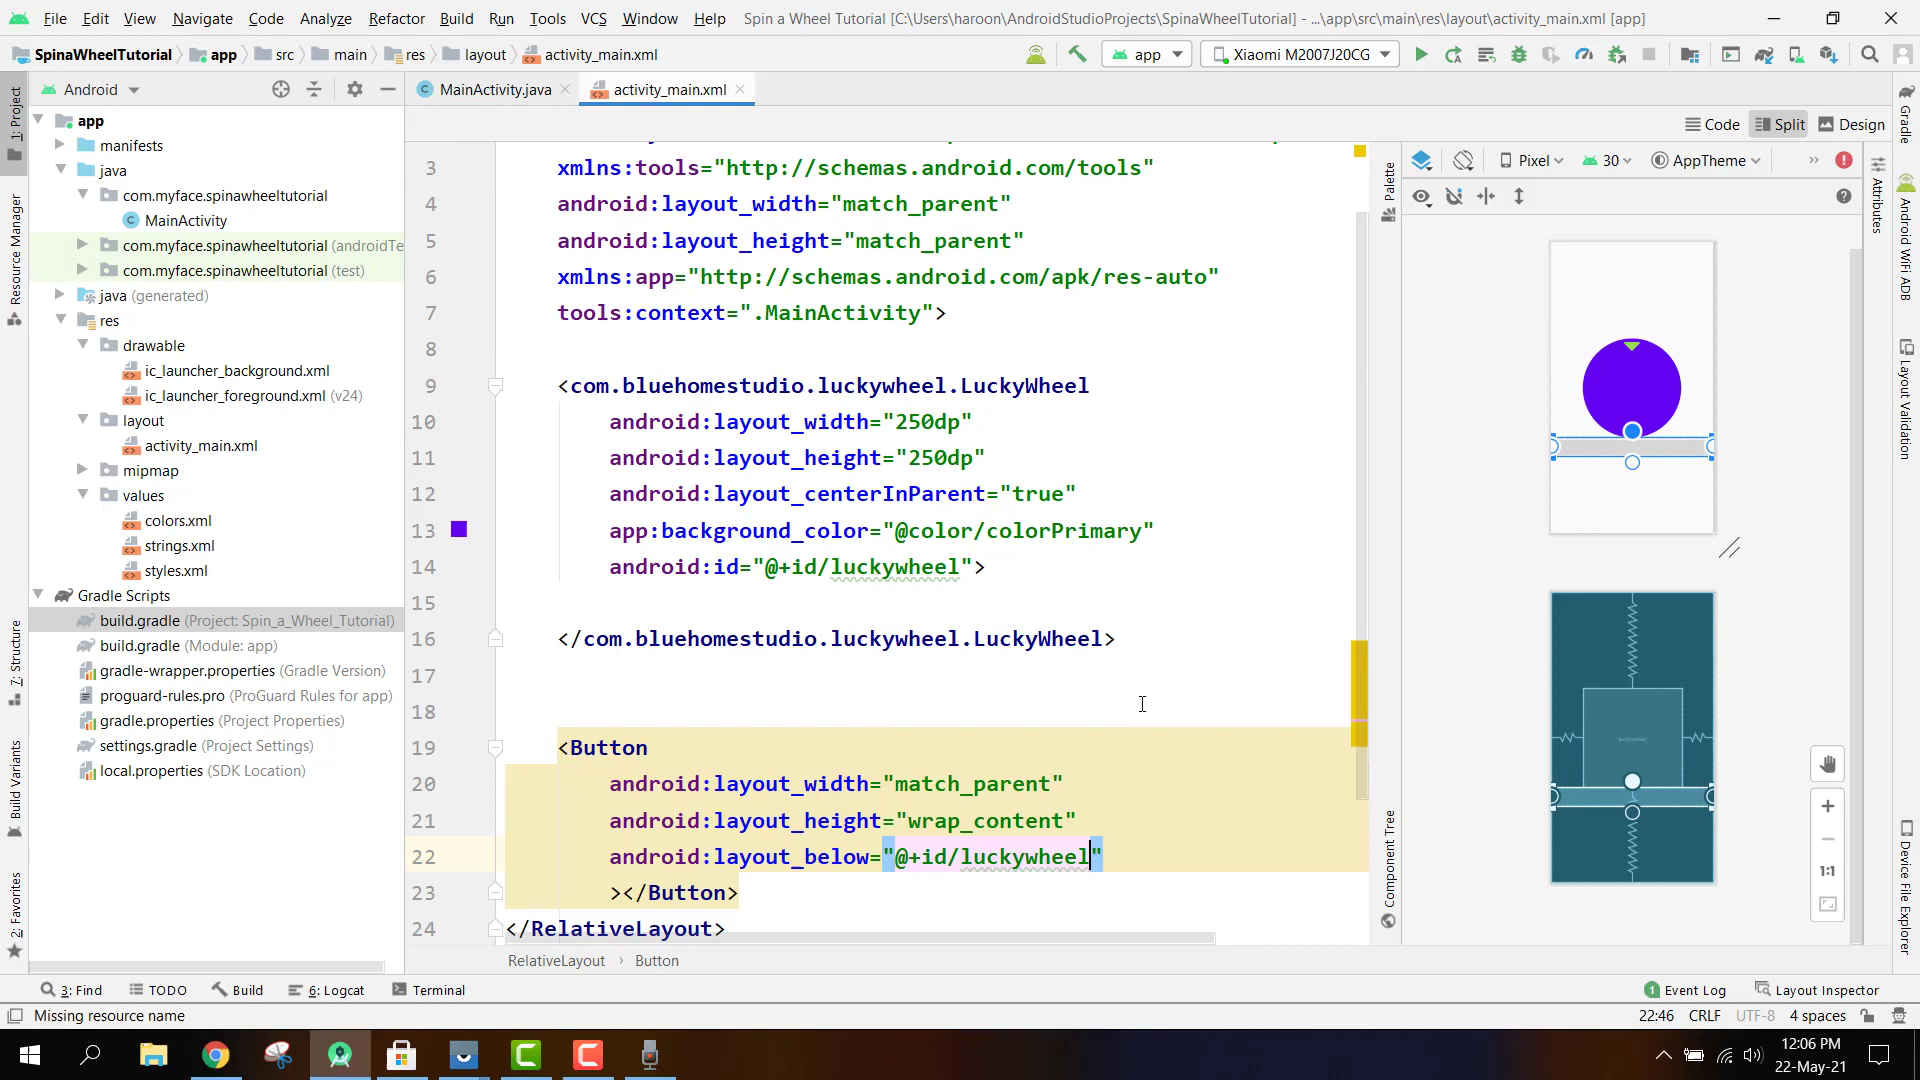 File Edit View Navigate Code Analyze Refactor Build Run Tools VCS Window Help Spin a Wheel Tutorial [C:\Users\haroon\AndroidStudioProjects\SpinaWheelTutorial] - ...\app\src\main\res\layout\activity_main.xml [app]
SpinaWheelTutorial app src main res layout activity_main.xml app Xiaomi M2007J20CG
Android MainActivity.java activity_main.xml
Code Split Design
Pixel 30 AppTheme
1: Project
Resource Manager
7: Structure
Build Variants
2: Favorites
app
manifests
java
com.myface.spinawheeltutorial
MainActivity
com.myface.spinawheeltutorial (androidTe
com.myface.spinawheeltutorial (test)
java (generated)
res
drawable
ic_launcher_background.xml
ic_launcher_foreground.xml (v24)
layout
activity_main.xml
mipmap
values
colors.xml
strings.xml
styles.xml
Gradle Scripts
build.gradle (Project: Spin_a_Wheel_Tutorial)
build.gradle (Module: app)
gradle-wrapper.properties (Gradle Version)
proguard-rules.pro (ProGuard Rules for app)
gradle.properties (Project Properties)
settings.gradle (Project Settings)
local.properties (SDK Location)
3 xmlns:tools="http://schemas.android.com/tools"
4 android:layout_width="match_parent"
5 android:layout_height="match_parent"
6 xmlns:app="http://schemas.android.com/apk/res-auto"
7 tools:context=".MainActivity">
8
9 <com.bluehomestudio.luckywheel.LuckyWheel
10 android:layout_width="250dp"
11 android:layout_height="250dp"
12 android:layout_centerInParent="true"
13 app:background_color="@color/colorPrimary"
14 android:id="@+id/luckywheel">
15
16 </com.bluehomestudio.luckywheel.LuckyWheel>
17
18
19 <Button
20 android:layout_width="match_parent"
21 android:layout_height="wrap_content"
22 android:layout_below="@+id/luckywheel"
23 ></Button>
24 </RelativeLayout>
RelativeLayout › Button
Palette
Component Tree
1:1
Gradle
Attributes
Android WiFi ADB
Layout Validation
Device File Explorer
3: Find TODO Build 6: Logcat Terminal 1 Event Log Layout Inspector
Missing resource name 22:46 CRLF UTF-8 4 spaces
12:06 PM
22-May-21